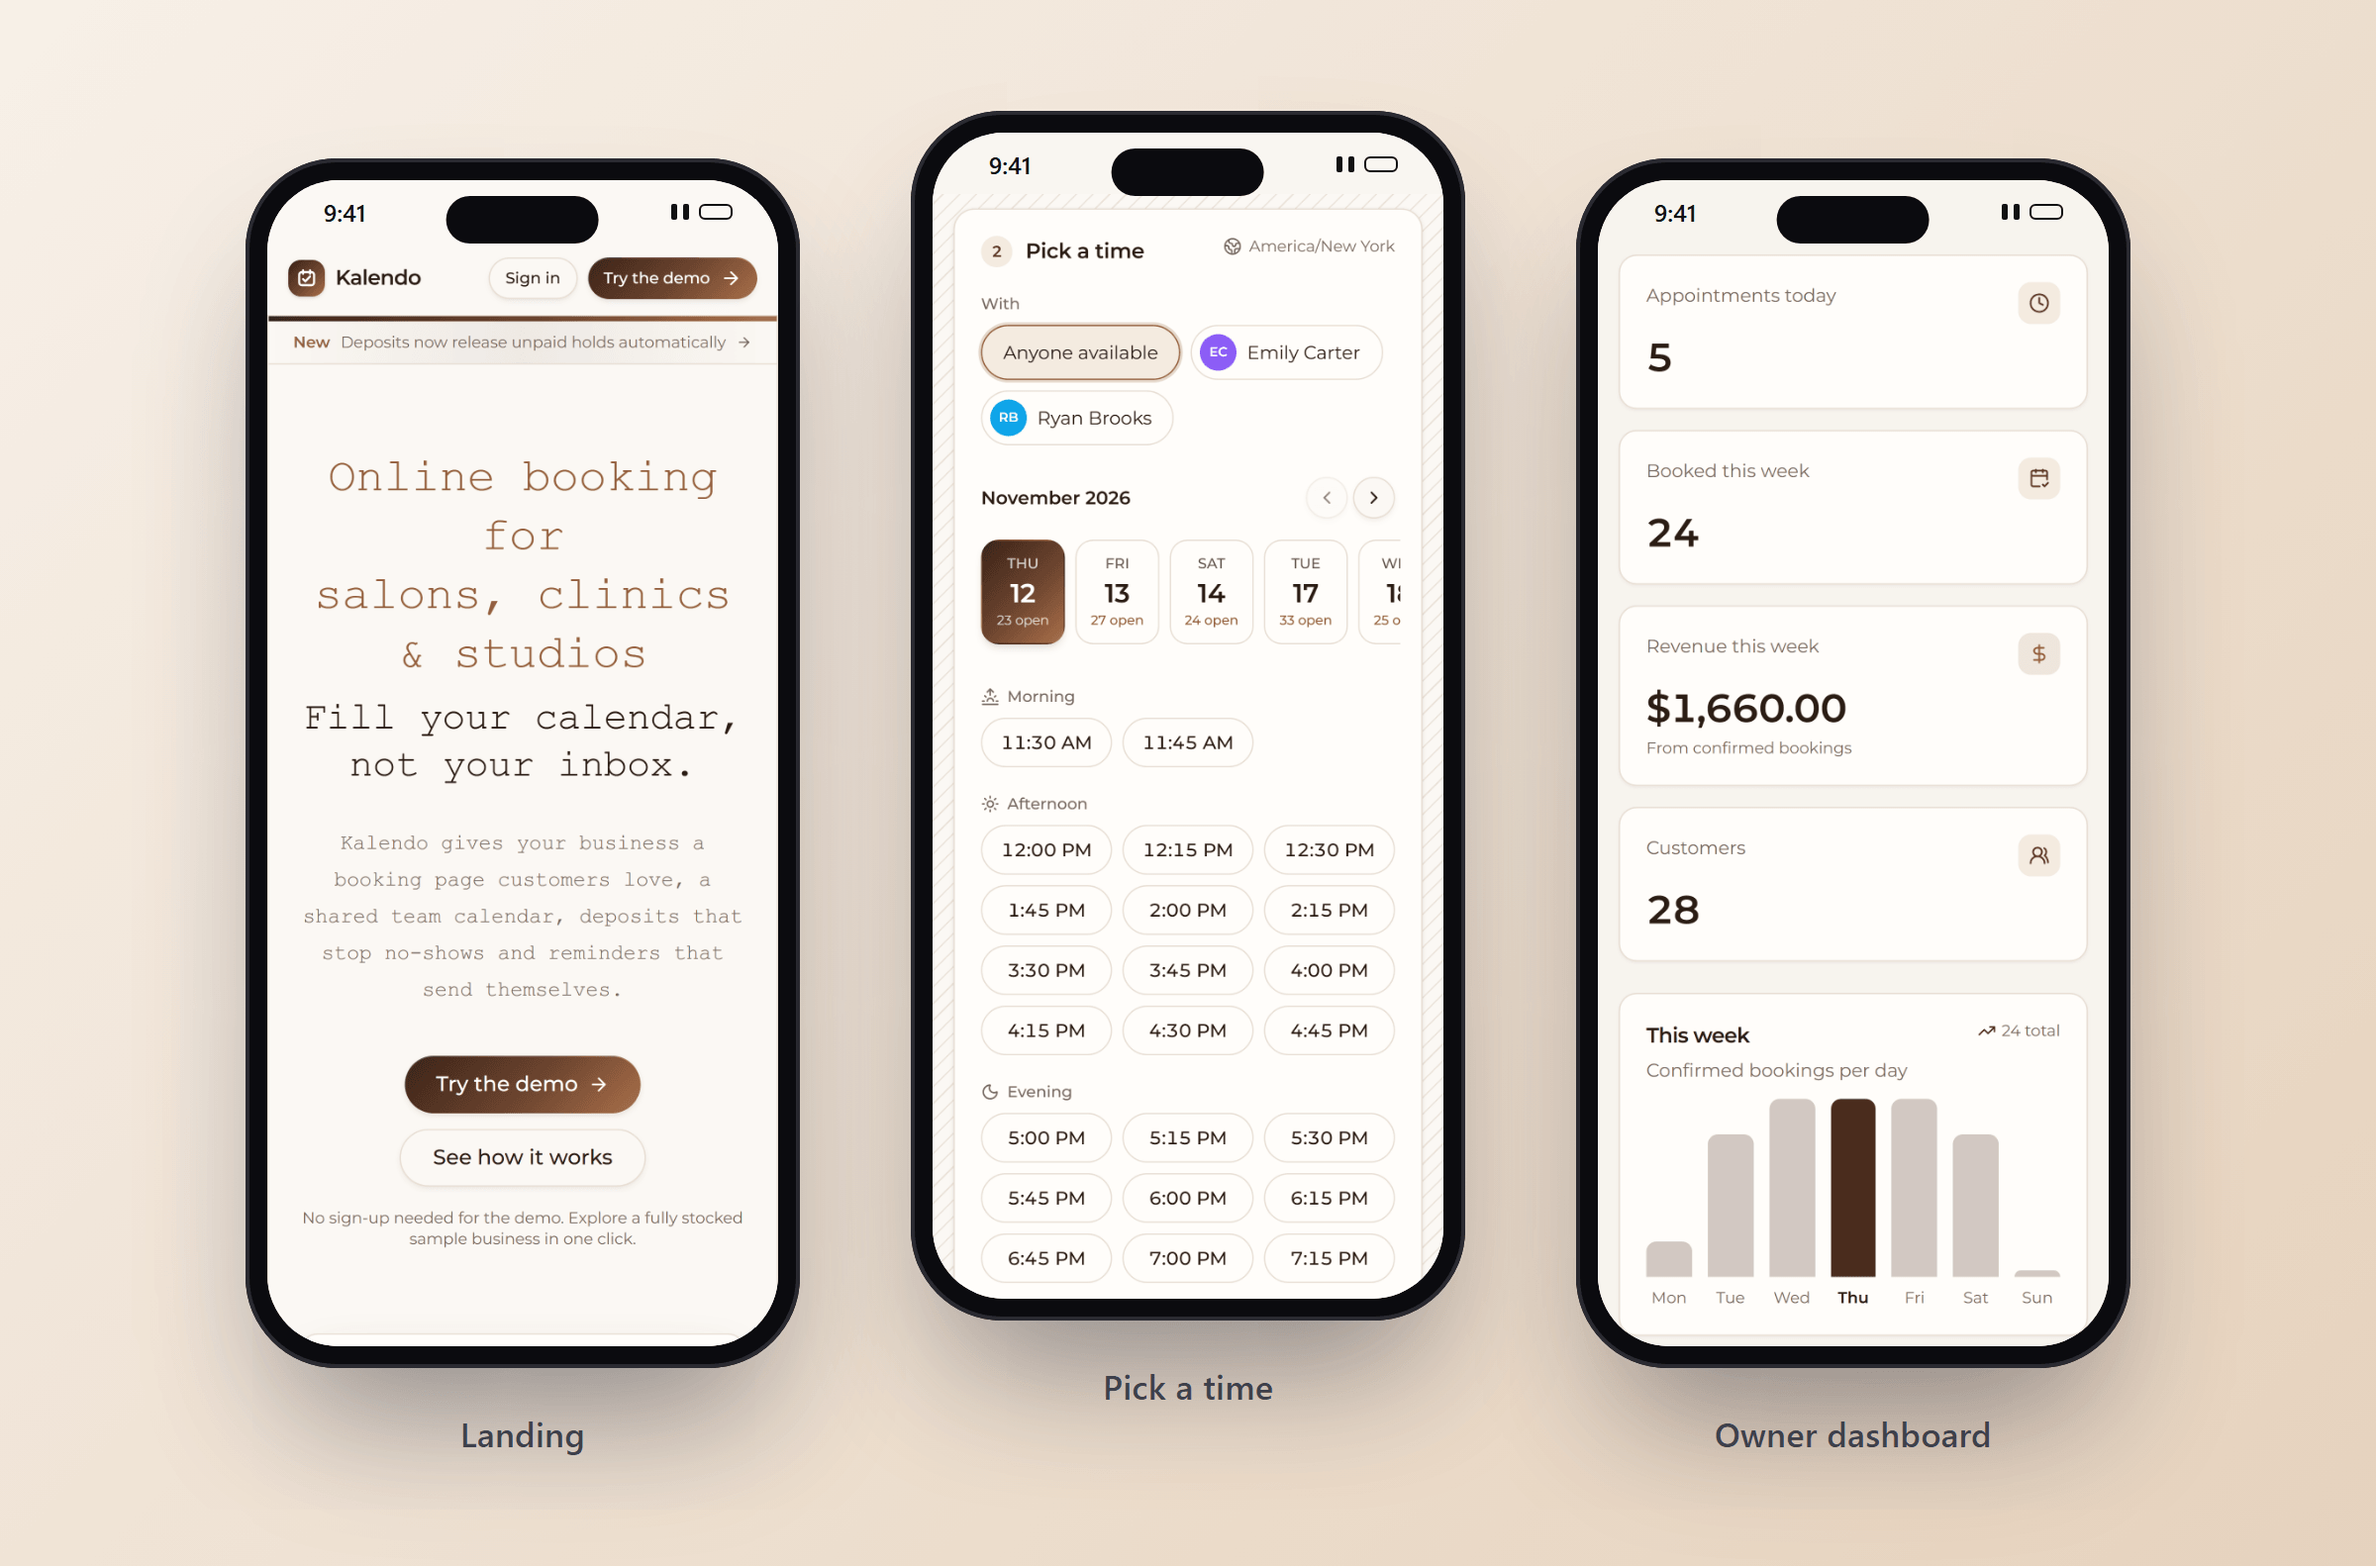 9:41
Kalendo
Sign in
Try the demo
New Deposits now release unpaid holds automatically
Online booking
for
salons, clinics
& studios
Fill your calendar,
not your inbox.
Kalendo gives your business a
booking page customers love, a
shared team calendar, deposits that
stop no-shows and reminders that
send themselves.
Try the demo
See how it works
No sign-up needed for the demo. Explore a fully stocked
sample business in one click.
Landing
9:41
2 Pick a time
America/New York
With
Anyone available
EC Emily Carter
RB Ryan Brooks
November 2026
THU FRI SAT TUE
12 13 14 17
23 open 27 open 24 open 33 open 25 o
Morning
11:30 AM 11:45 AM
Afternoon
12:00 PM 12:15 PM 12:30 PM
1:45 PM 2:00 PM 2:15 PM
3:30 PM 3:45 PM 4:00 PM
4:15 PM 4:30 PM 4:45 PM
Evening
5:00 PM 5:15 PM 5:30 PM
5:45 PM 6:00 PM 6:15 PM
6:45 PM 7:00 PM 7:15 PM
Pick a time
9:41
Appointments today
5
Booked this week
24
Revenue this week
$1,660.00
From confirmed bookings
Customers
28
This week
24 total
Confirmed bookings per day
Mon Tue Wed Thu Fri Sat Sun
Owner dashboard